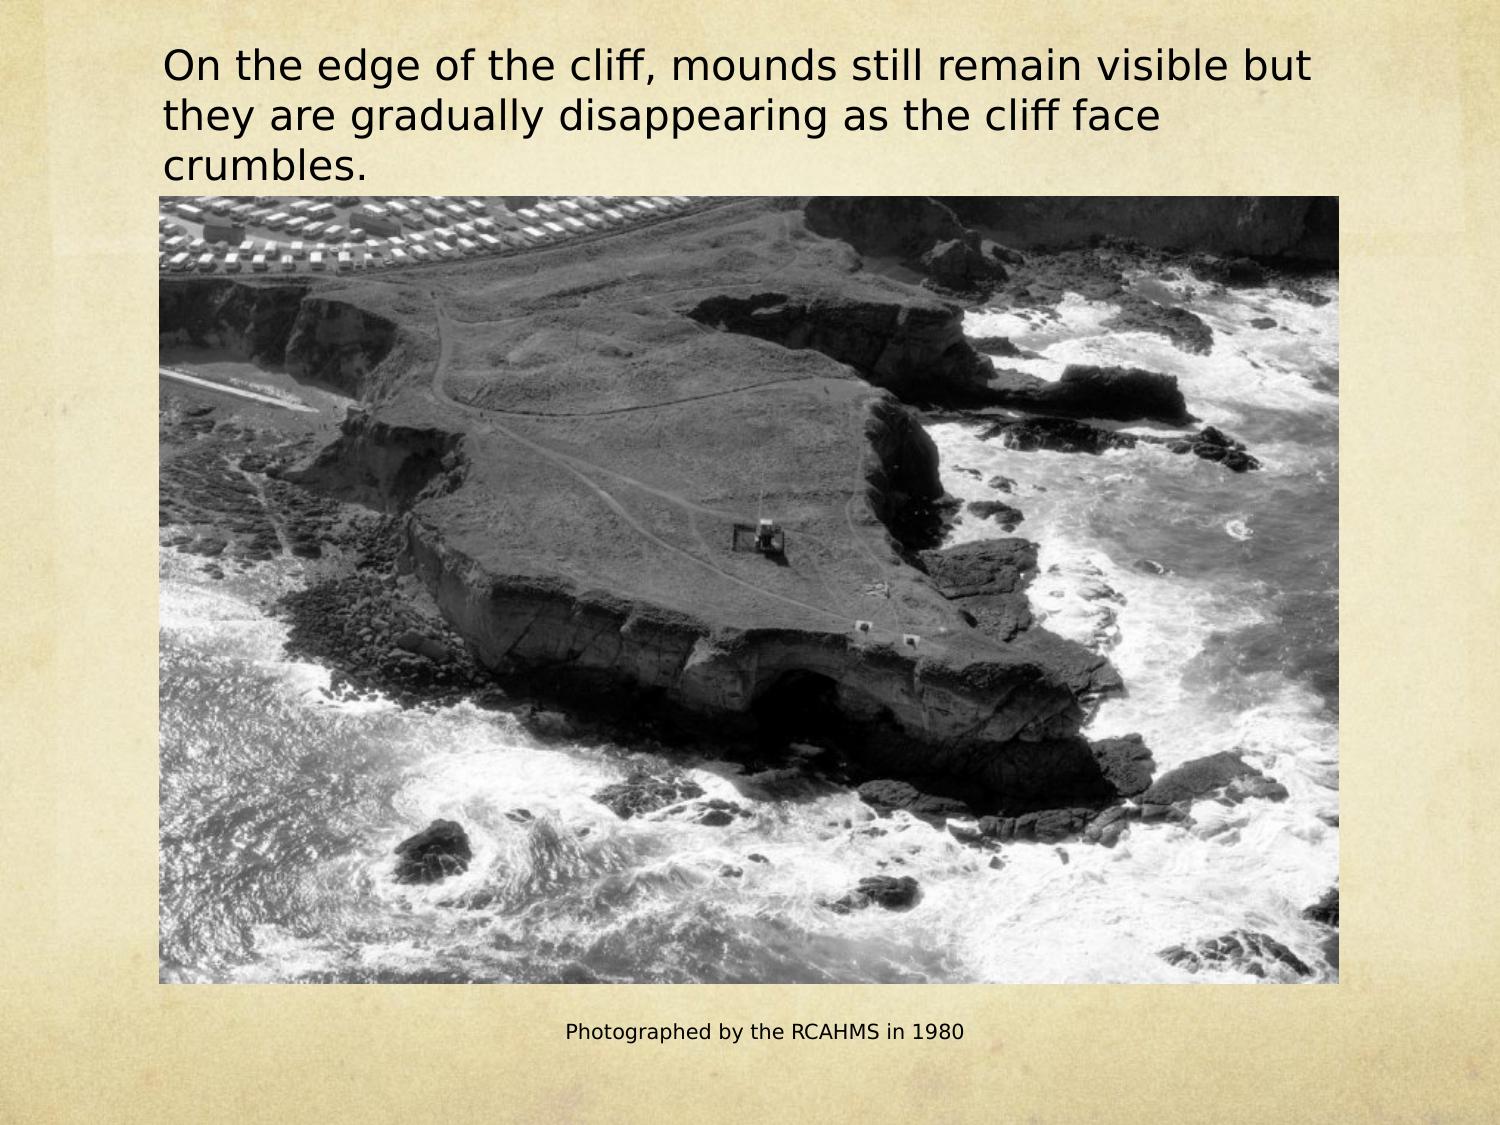 On the edge of the cliff, mounds still remain visible but
they are gradually disappearing as the cliff face
crumbles.
Photographed by the RCAHMS in 1980